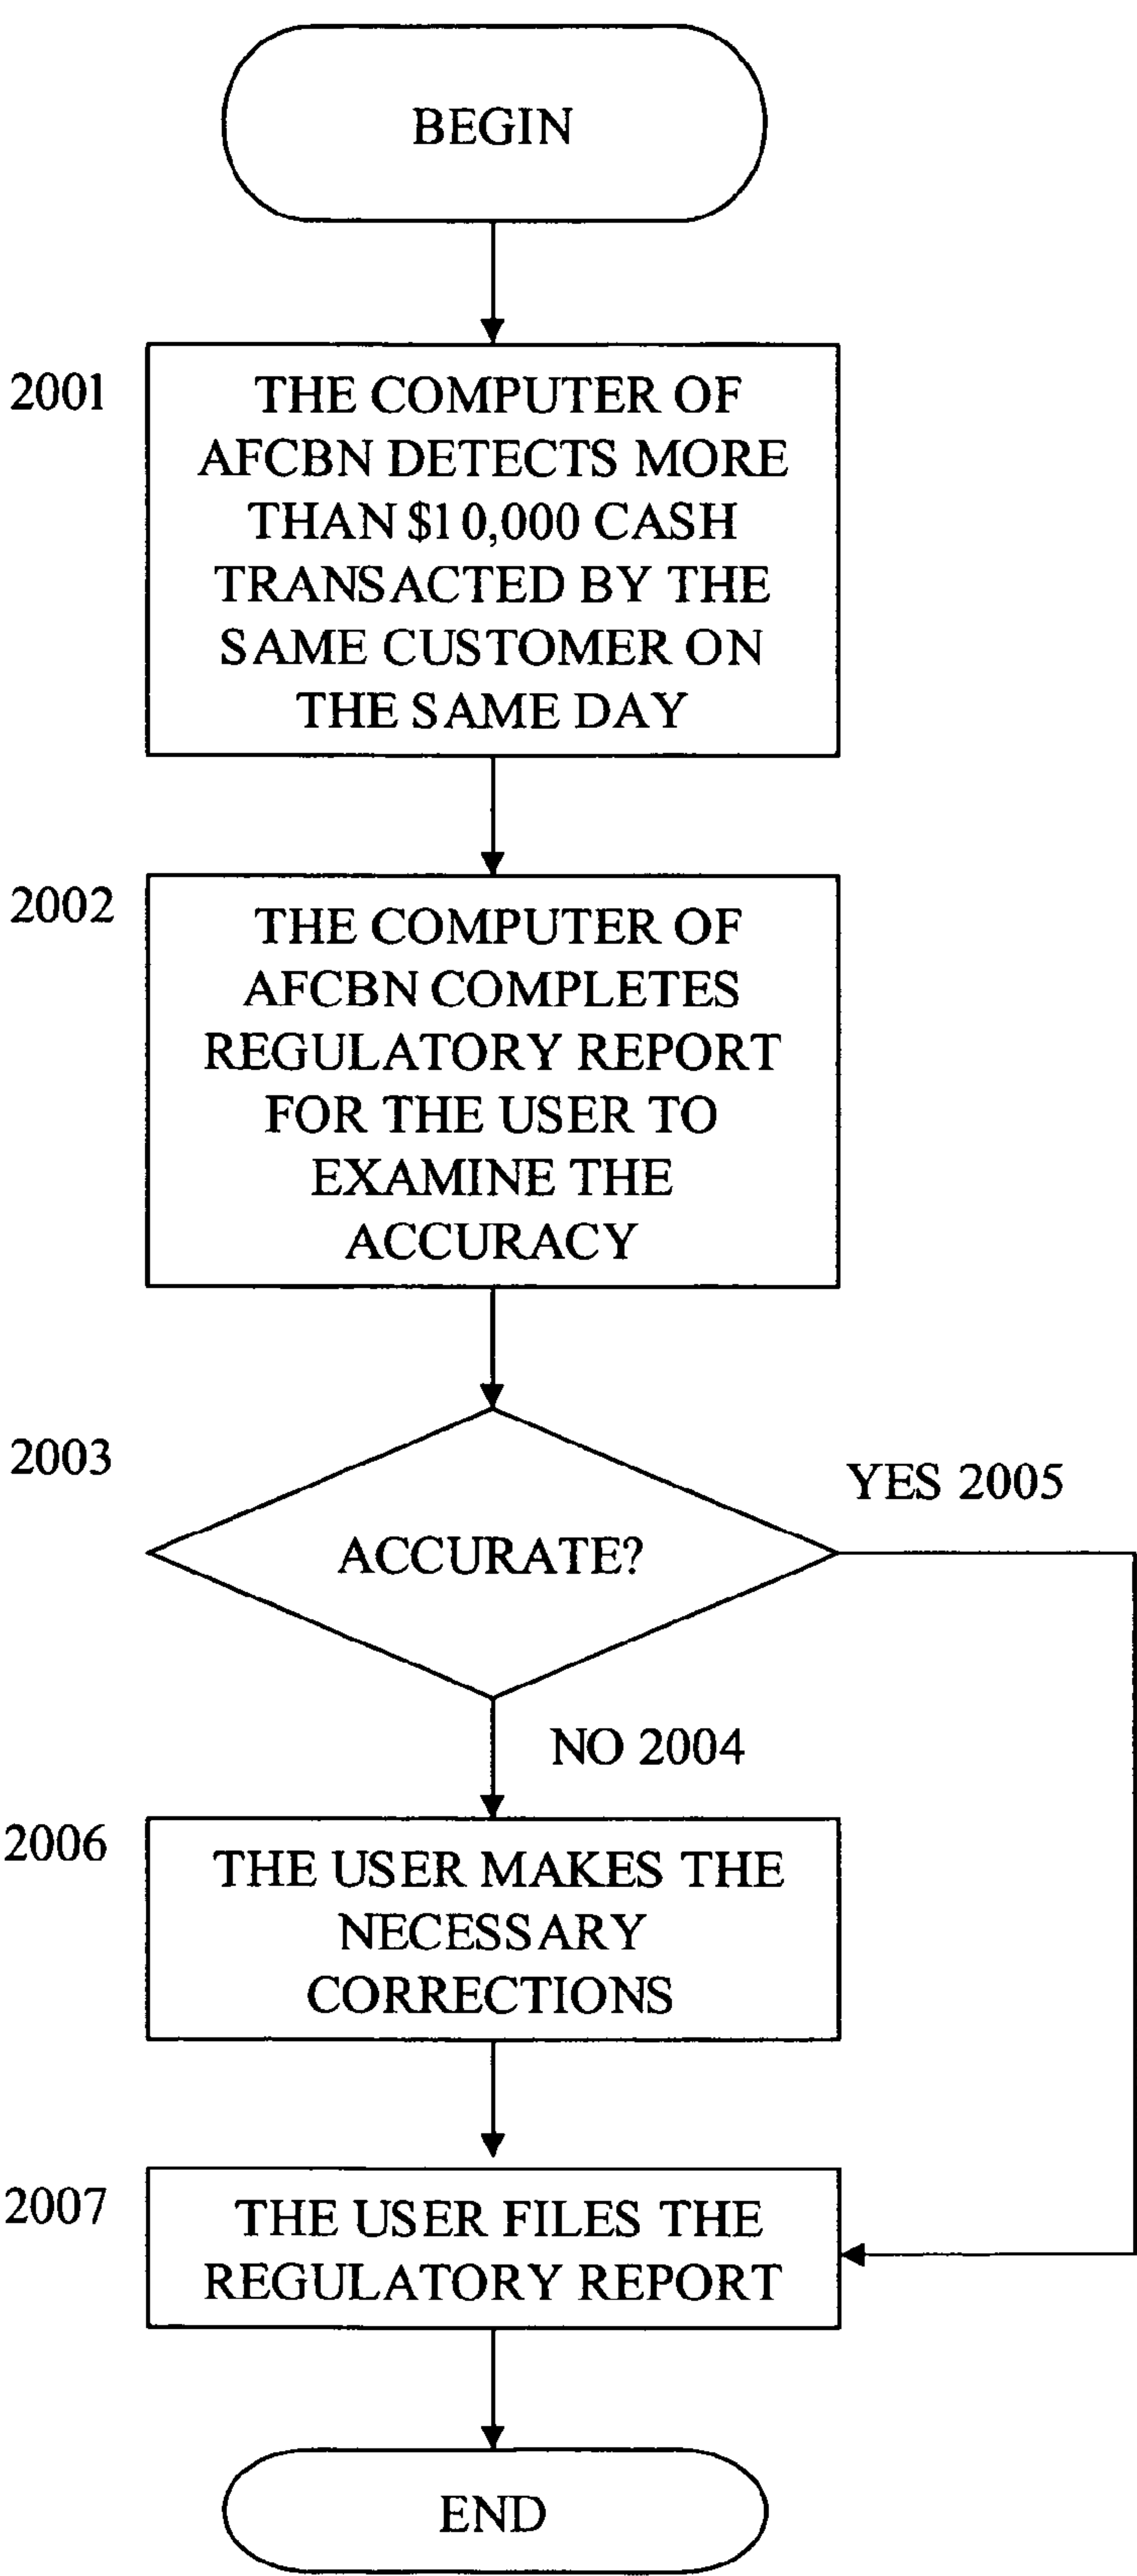 BEGIN
2001
THE COMPUTER OF
AFCBN DETECTS MORE
THAN $10,000 CASH
TRANSACTED BY THE
SAME CUSTOMER ON
THE SAME DAY
2002
THE COMPUTER OF
AFCBN COMPLETES
REGULATORY REPORT
FOR THE USER TO
EXAMINE THE
ACCURACY
2003
YES 2005
ACCURATE?
NO 2004
2006
THE USER MAKES THE
NECESSARY
CORRECTIONS
2007
THE USER FILES THE
REGULATORY REPORT
END